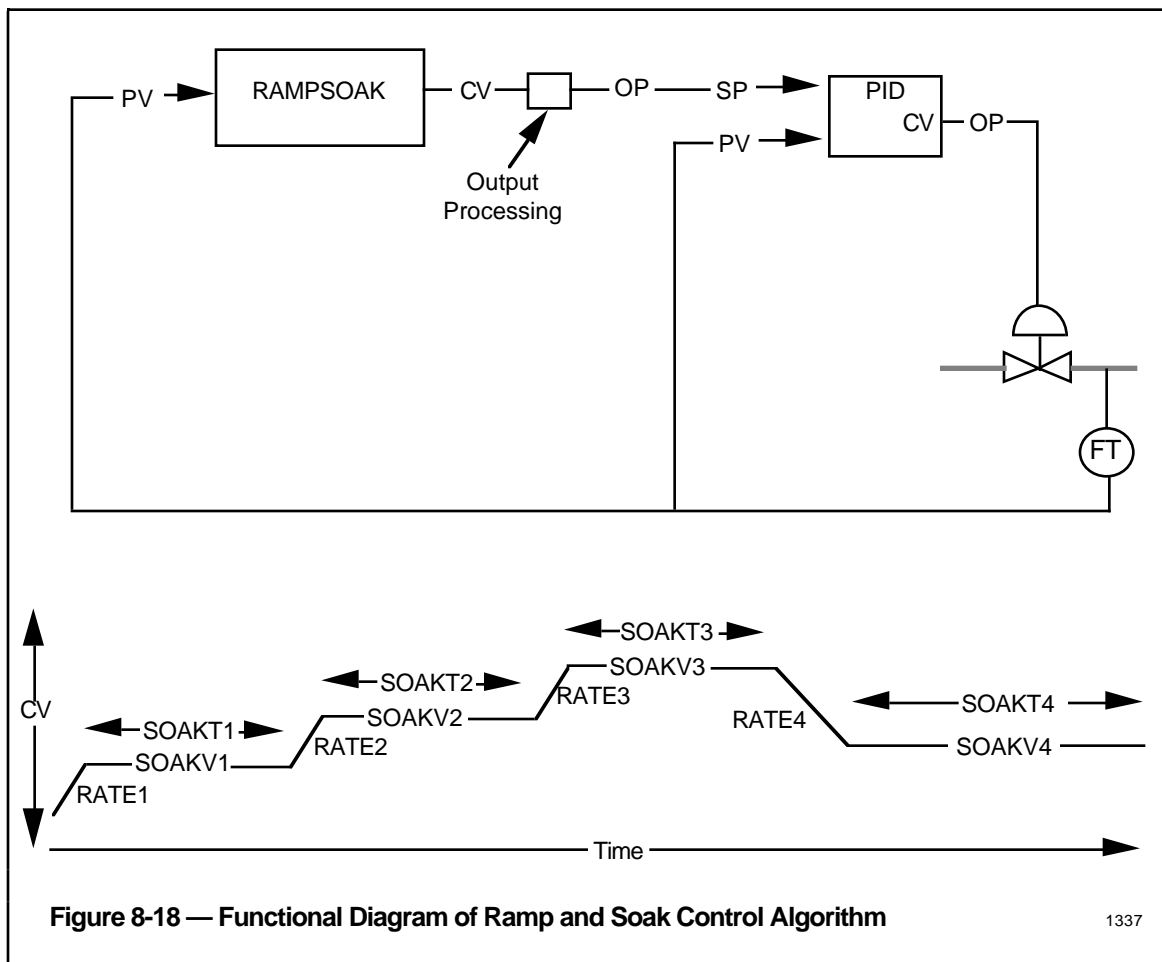 PV
RAMPSOAK
CV
OP
SP
PID
CV
OP
PV
Output
Processing
FT
SOAKT3
SOAKV3
SOAKT2
RATE3
SOAKT4
CV
SOAKV2
RATE4
SOAKT1
RATE2
SOAKV4
SOAKV1
RATE1
Time
Figure 8-18 — Functional Diagram of Ramp and Soak Control Algorithm
1337